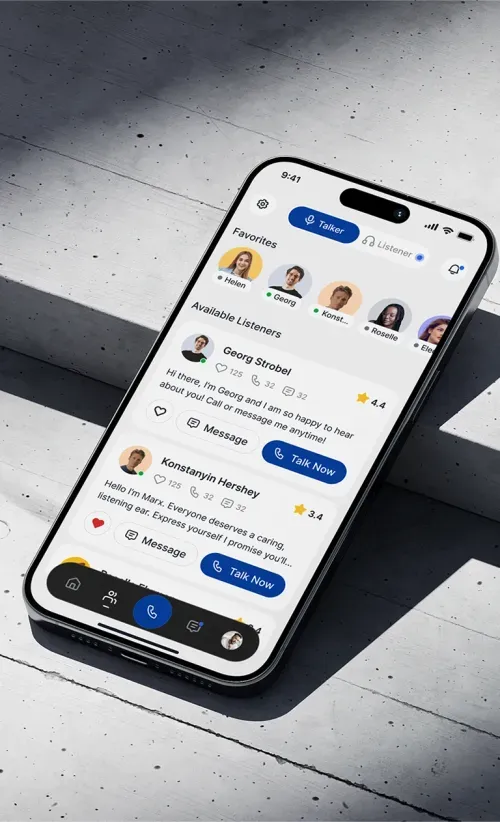 9:41
Talker
Listener
Favorites
Helen
Georg
Konst...
Roselle
Available Listeners
Georg Strobel
125 32 32
4.4
Hi there, I'm Georg and I am so happy to hear
about you! Call or message me anytime!
Message
Talk Now
Konstanyin Hershey
125 32 32
3.4
Hello I'm Marx. Everyone deserves a caring,
listening ear. Express yourself I promise you'll...
Message
Talk Now